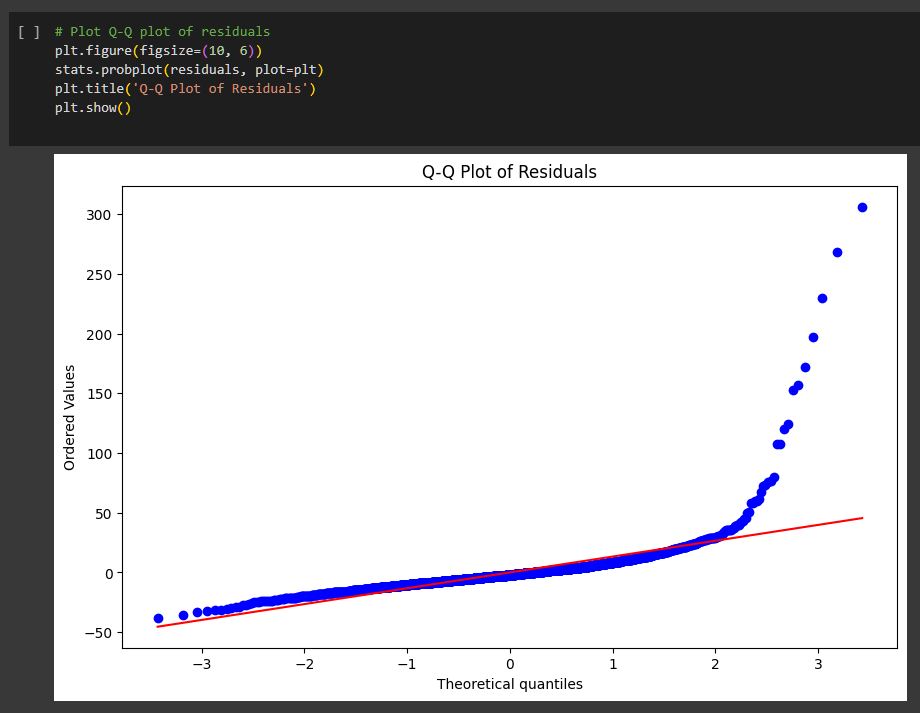 [ ] # Plot Q-Q plot of residuals
plt.figure(figsize=(10, 6))
stats.probplot(residuals, plot=plt)
plt.title('Q-Q Plot of Residuals')
plt.show()
Q-Q Plot of Residuals
300
250
200
150
100
50
0
−50
Ordered Values
−3 −2 −1 0 1 2 3
Theoretical quantiles